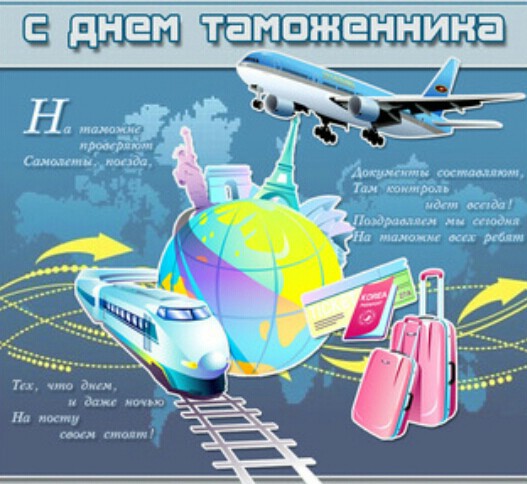 С ДНЕМ ТАМОЖЕННИКА
На таможне
проверяют
Самолеты, поезда,
Документы составляют,
Там контроль
идет всегда!
Поздравляем мы сегодня
На таможне всех ребят
KOREA
Тех, что днем,
и даже ночью
На посту
своем стоят!